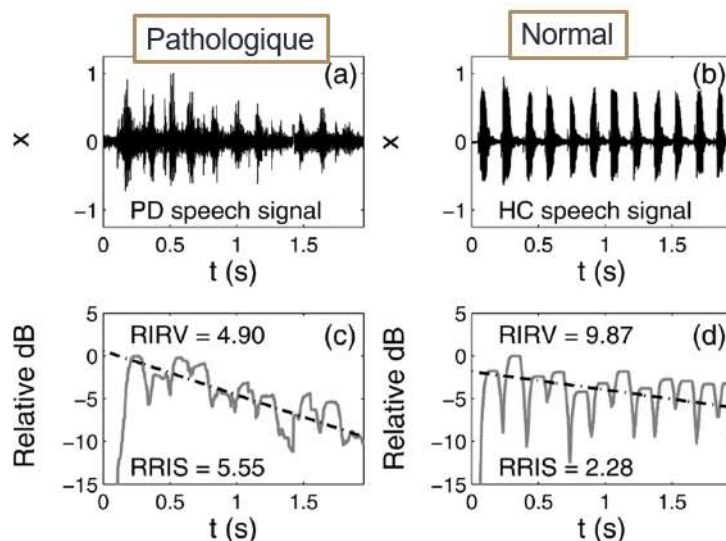 Pathologique
Normal
(a)
1
0
-1
x
PD speech signal
0 0.5 1 1.5
t (s)
(b)
1
0
-1
x
HC speech signal
0 0.5 1 1.5
t (s)
(c)
5
0
-5
-10
-15
Relative dB
RIRV = 4.90
RRIS = 5.55
0 0.5 1 1.5
t (s)
(d)
5
0
-5
-10
-15
Relative dB
RIRV = 9.87
RRIS = 2.28
0 0.5 1 1.5
t (s)